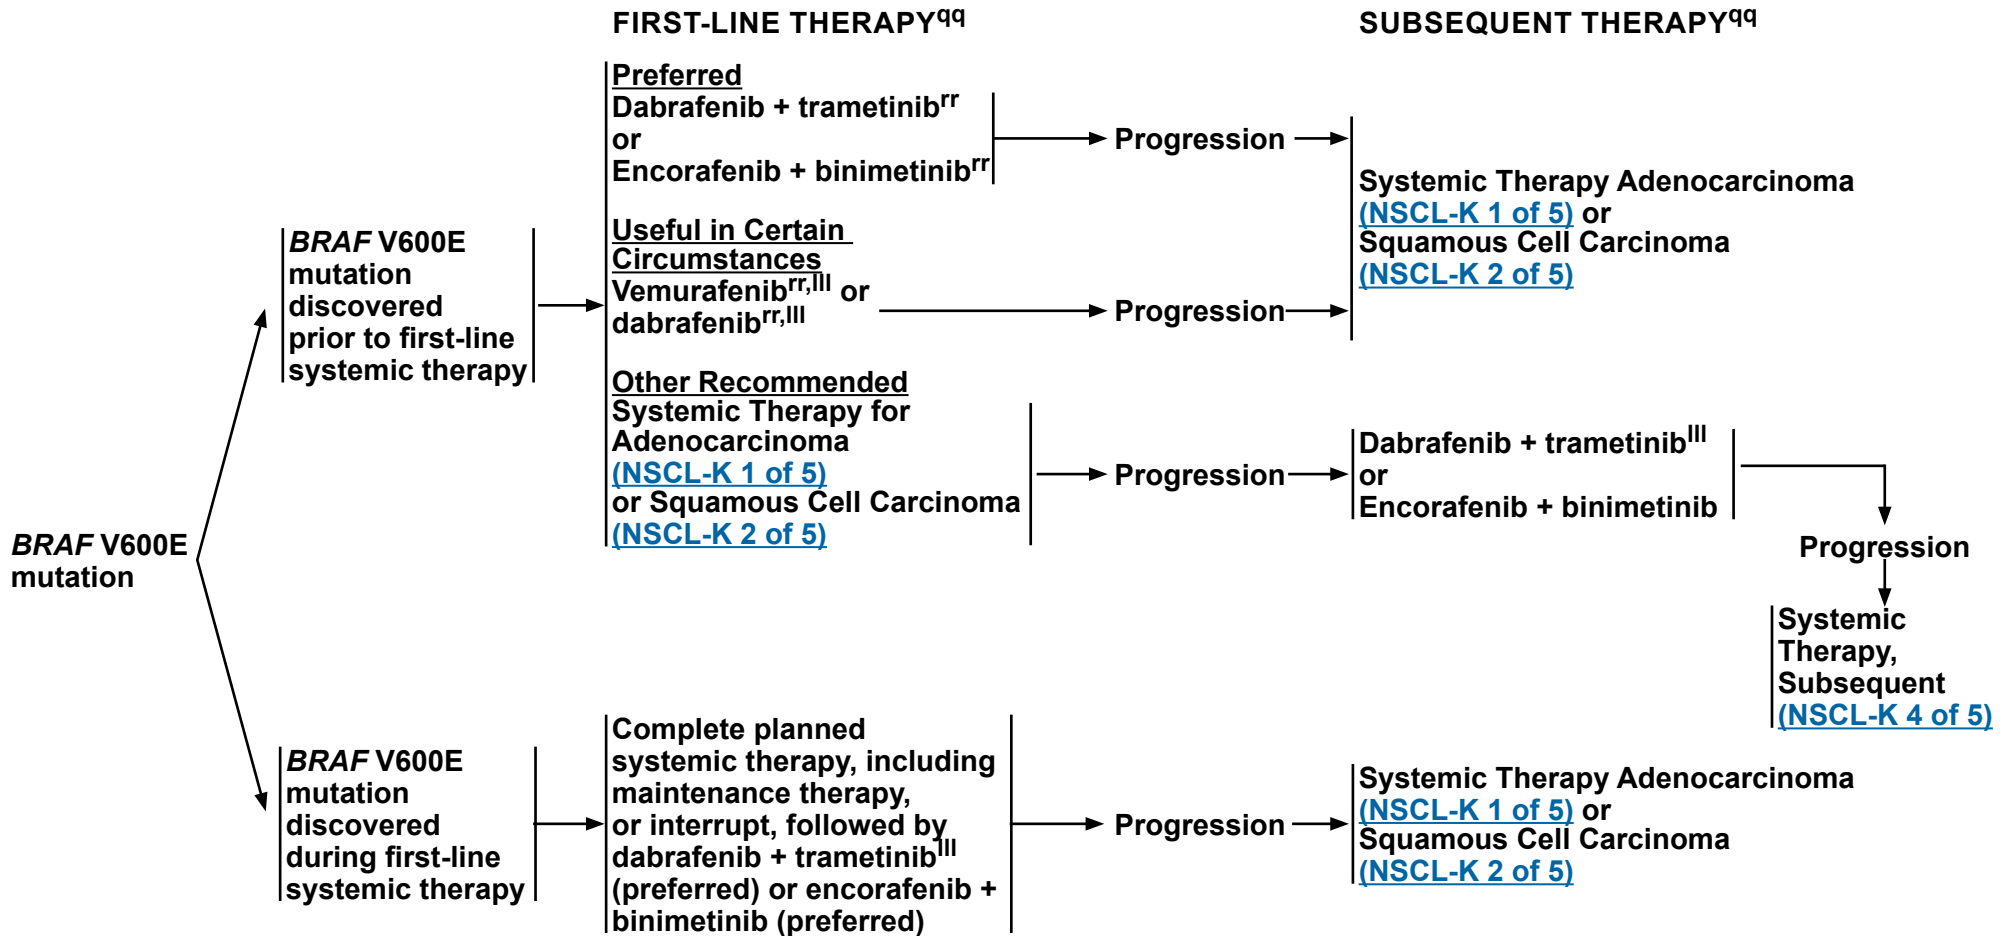 FIRST-LINE THERAPYqq
SUBSEQUENT THERAPYqq
BRAF V600E
mutation
BRAF V600E
mutation
discovered
prior to first-line
systemic therapy
Preferred
Dabrafenib + trametinibrr
or
Encorafenib + binimetinibrr
Progression
Useful in Certain
Circumstances
Vemurafenibrr,lll or
dabrafenibrr,lll
Progression
Systemic Therapy Adenocarcinoma
(NSCL-K 1 of 5) or
Squamous Cell Carcinoma
(NSCL-K 2 of 5)
Other Recommended
Systemic Therapy for
Adenocarcinoma
(NSCL-K 1 of 5)
or Squamous Cell Carcinoma
(NSCL-K 2 of 5)
Progression
Dabrafenib + trametiniblll
or
Encorafenib + binimetinib
Progression
Systemic
Therapy,
Subsequent
(NSCL-K 4 of 5)
BRAF V600E
mutation
discovered
during first-line
systemic therapy
Complete planned
systemic therapy, including
maintenance therapy,
or interrupt, followed by
dabrafenib + trametiniblll
(preferred) or encorafenib +
binimetinib (preferred)
Progression
Systemic Therapy Adenocarcinoma
(NSCL-K 1 of 5) or
Squamous Cell Carcinoma
(NSCL-K 2 of 5)